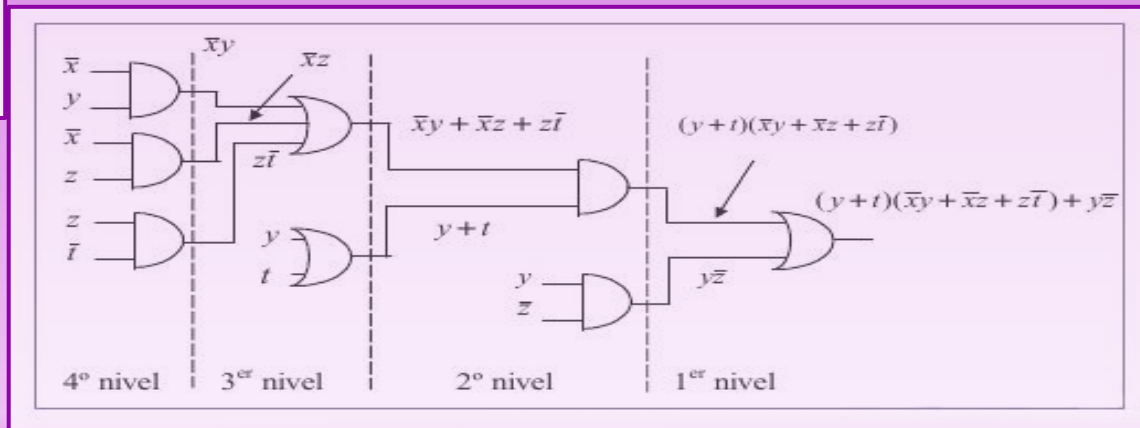 x̅y
x̅
x̅z
y
x̅y + x̅z + zt̅
(y+t)(x̅y + x̅z + zt̅)
x̅
zt̅
z
(y+t)(x̅y + x̅z + zt̅) + yz̅
z
y
y+t
t̅
t
y
yz̅
z̅
4º nivel
3er nivel
2º nivel
1er nivel